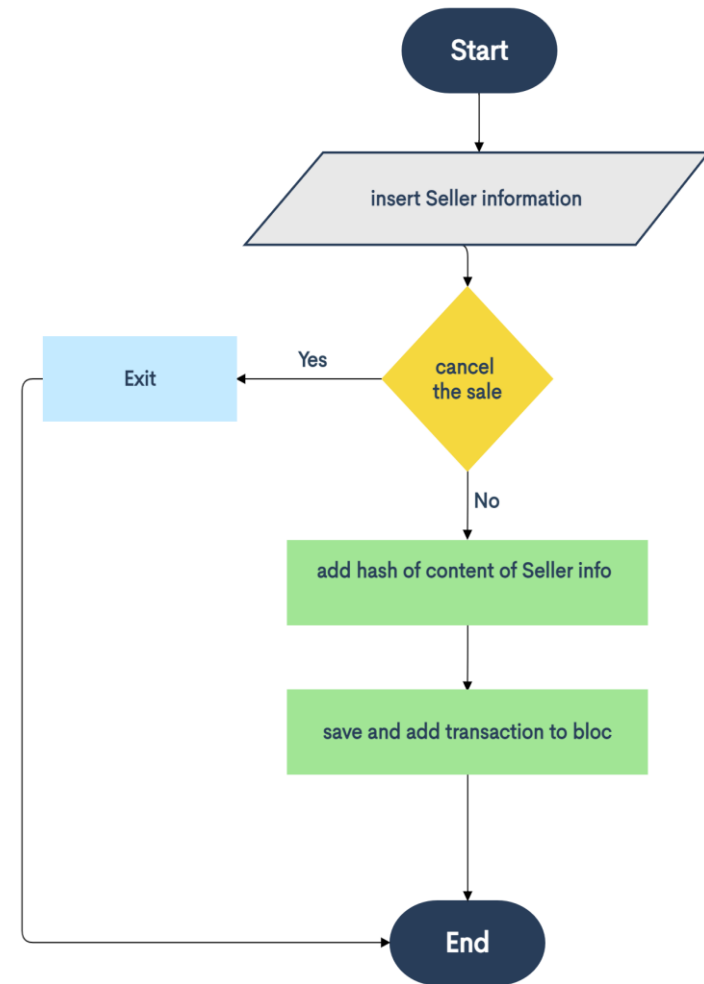 Start
insert Seller information
cancel
the sale
Yes
Exit
No
add hash of content of Seller info
save and add transaction to bloc
End